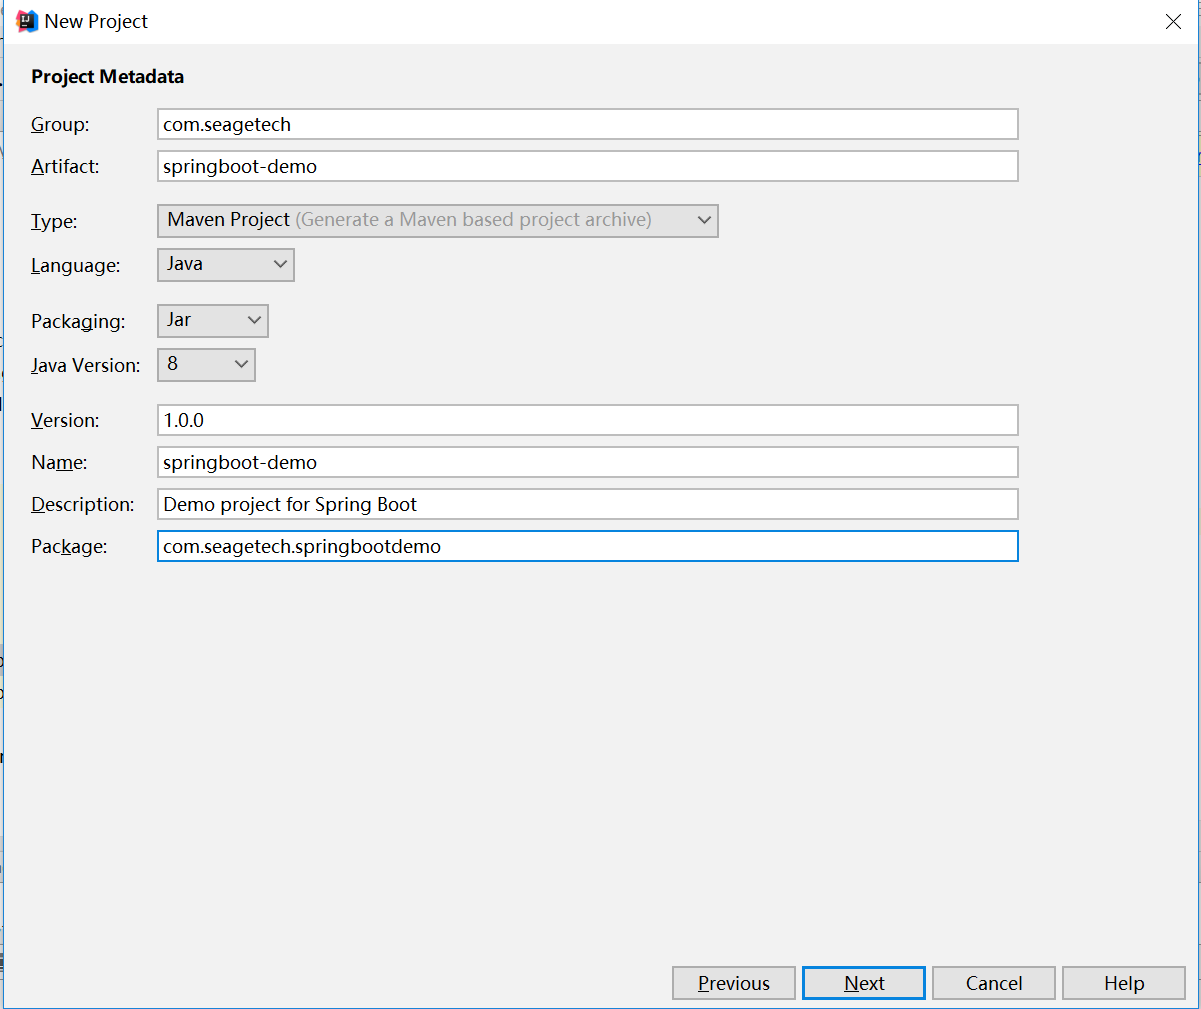 New Project
Project Metadata
Group: com.seagetech
Artifact: springboot-demo
Type: Maven Project (Generate a Maven based project archive)
Language: Java
Packaging: Jar
Java Version: 8
Version: 1.0.0
Name: springboot-demo
Description: Demo project for Spring Boot
Package: com.seagetech.springbootdemo
Previous Next Cancel Help